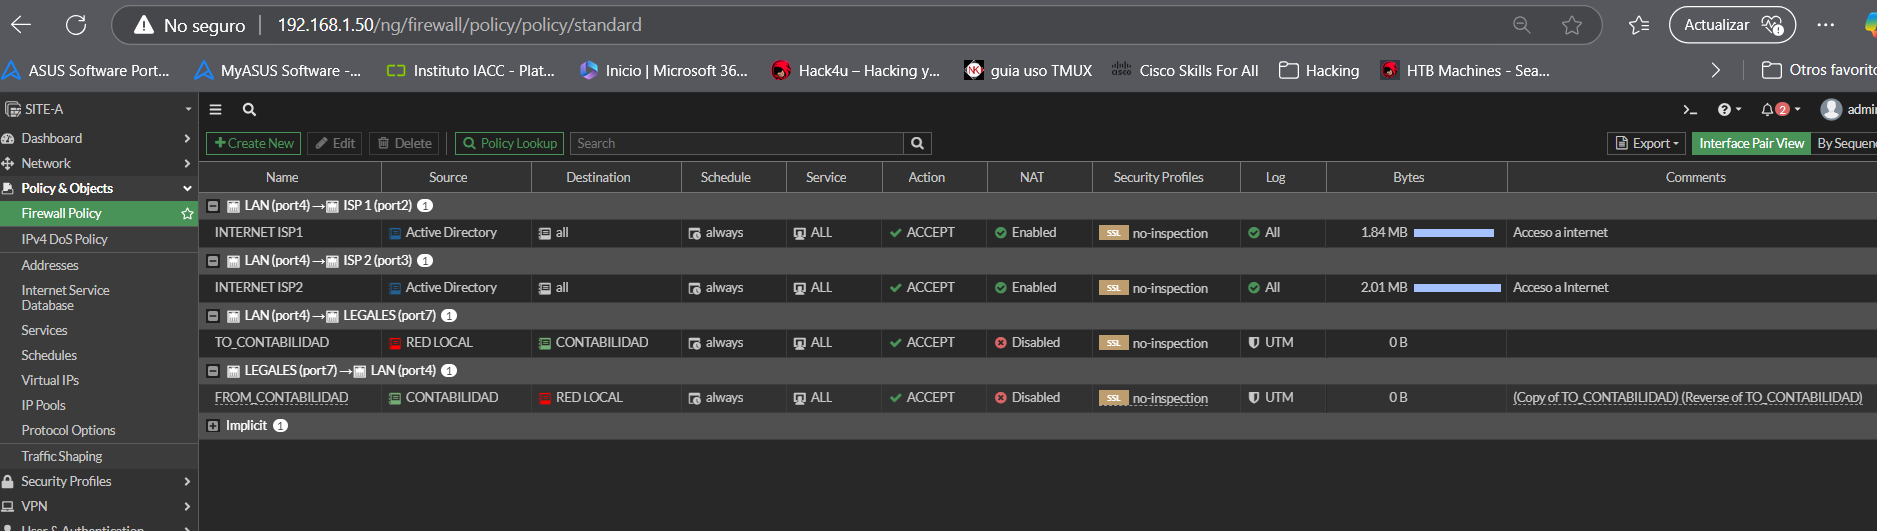 No seguro | 192.168.1.50/ng/firewall/policy/policy/standard Actualizar
ASUS Software Port... MyASUS Software -... Instituto IACC - Plat... Inicio | Microsoft 36... Hack4u – Hacking y... guia uso TMUX Cisco Skills For All Hacking HTB Machines - Sea... Otros favorito
SITE-A 2 admin
Dashboard
Network
Policy & Objects
Firewall Policy
IPv4 DoS Policy
Addresses
Internet Service
Database
Services
Schedules
Virtual IPs
IP Pools
Protocol Options
Traffic Shaping
Security Profiles
VPN
User & Authentication
+ Create New Edit Delete Policy Lookup Search Export Interface Pair View By Sequenc
Name Source Destination Schedule Service Action NAT Security Profiles Log Bytes Comments
LAN (port4) → ISP 1 (port2) 1
INTERNET ISP1 Active Directory all always ALL ACCEPT Enabled SSL no-inspection All 1.84 MB Acceso a internet
LAN (port4) → ISP 2 (port3) 1
INTERNET ISP2 Active Directory all always ALL ACCEPT Enabled SSL no-inspection All 2.01 MB Acceso a Internet
LAN (port4) → LEGALES (port7) 1
TO_CONTABILIDAD RED LOCAL CONTABILIDAD always ALL ACCEPT Disabled SSL no-inspection UTM 0 B
LEGALES (port7) → LAN (port4) 1
FROM_CONTABILIDAD CONTABILIDAD RED LOCAL always ALL ACCEPT Disabled SSL no-inspection UTM 0 B (Copy of TO_CONTABILIDAD) (Reverse of TO_CONTABILIDAD)
Implicit 1